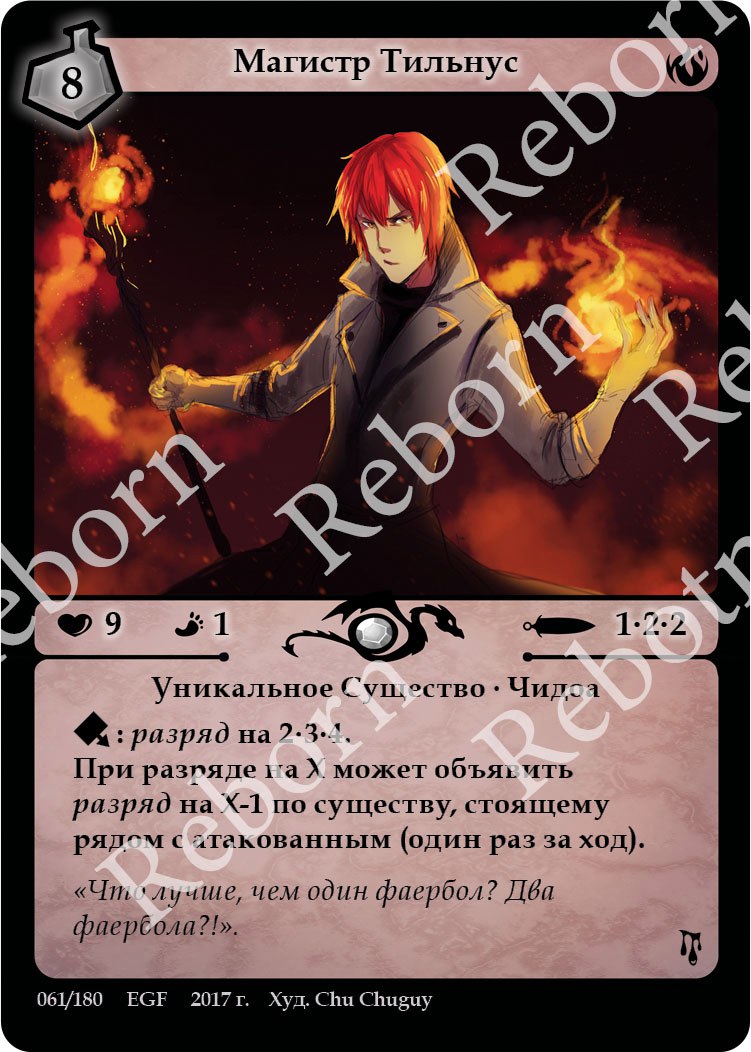 8
Магистр Тильнус
Reborn
Reborn
Reborn
Reborn
9
1
1·2·2
Уникальное Существо · Чидоа
: разряд на 2·3·4.
При разряде на X может объявить
разряд на X-1 по существу, стоящему
рядом с атакованным (один раз за ход).
«Что лучше, чем один фаербол? Два
фаербола?!».
061/180 EGF 2017 г. Худ. Chu Chuguy
Reborn